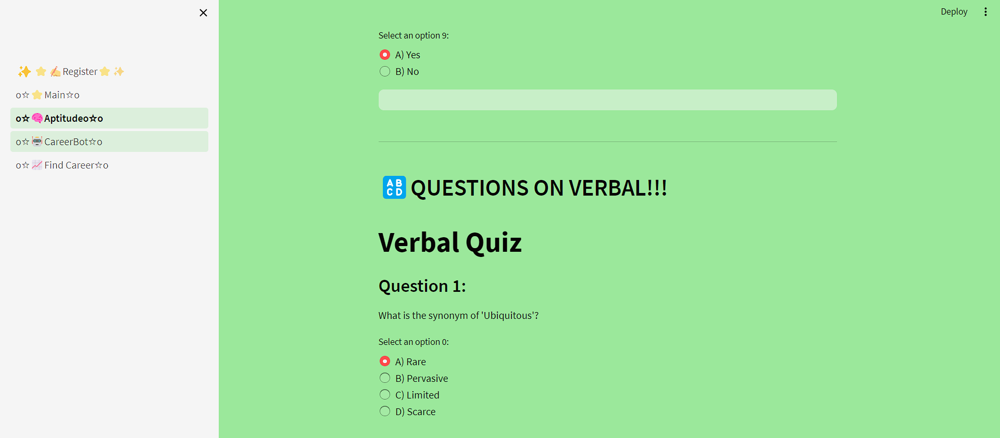 Deploy
✨ ⭐ ✍️Register⭐ ✨
o☆ ⭐Main☆o
o☆🧠Aptitudeo☆o
o☆🤖CareerBot☆o
o☆📈Find Career☆o
Select an option 9:
A) Yes
B) No
🔠QUESTIONS ON VERBAL!!!
Verbal Quiz
Question 1:
What is the synonym of 'Ubiquitous'?
Select an option 0:
A) Rare
B) Pervasive
C) Limited
D) Scarce